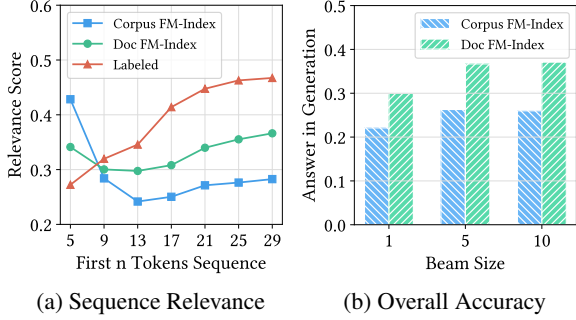 Relevance Score
0.6
0.5
0.4
0.3
0.2
Corpus FM-Index
Doc FM-Index
Labeled
5 9 13 17 21 25 29
First n Tokens Sequence
(a) Sequence Relevance
Answer in Generation
0.5
0.4
0.3
0.2
0.1
0.0
Corpus FM-Index
Doc FM-Index
1 5 10
Beam Size
(b) Overall Accuracy